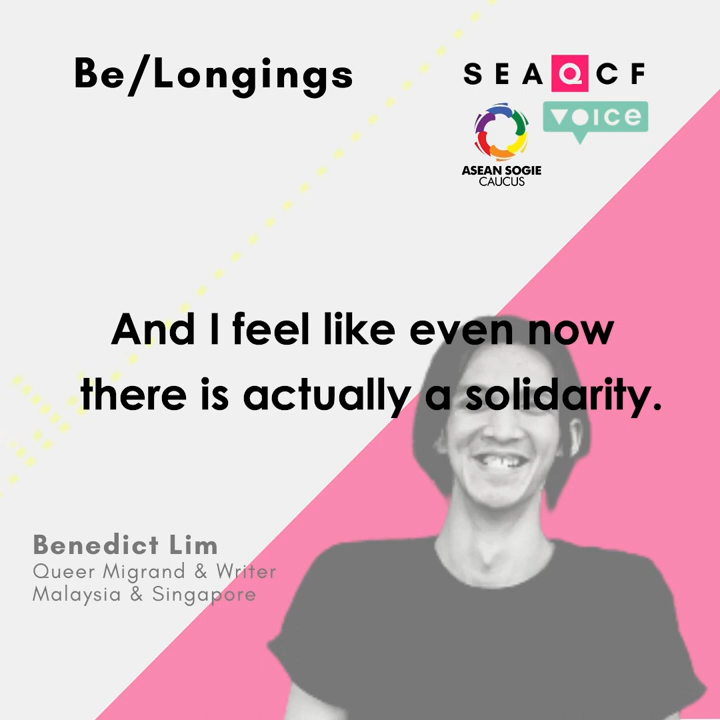 Be/Longings
SEAQCF
VOICE
ASEAN SOGIE
CAUCUS
And I feel like even now
there is actually a solidarity.
Benedict Lim
Queer Migrand & Writer
Malaysia & Singapore